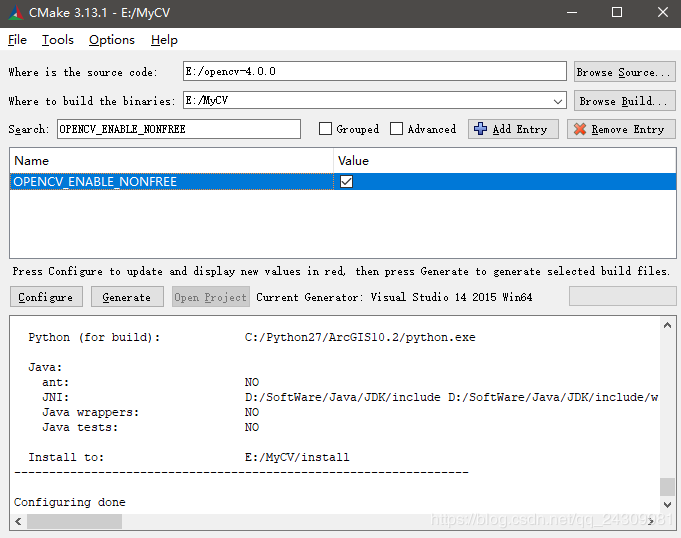 CMake 3.13.1 - E:/MyCV
File Tools Options Help
Where is the source code: E:/opencv-4.0.0 Browse Source...
Where to build the binaries: E:/MyCV Browse Build...
Search: OPENCV_ENABLE_NONFREE Grouped Advanced Add Entry Remove Entry
Name Value
OPENCV_ENABLE_NONFREE
Press Configure to update and display new values in red, then press Generate to generate selected build files.
Configure Generate Open Project Current Generator: Visual Studio 14 2015 Win64
Python (for build): C:/Python27/ArcGIS10.2/python.exe
Java:
ant: NO
JNI: D:/SoftWare/Java/JDK/include D:/SoftWare/Java/JDK/include/w
Java wrappers: NO
Java tests: NO
Install to: E:/MyCV/install
-----------------------------------------------------------------
Configuring done
https://blog.csdn.net/qq_24309981